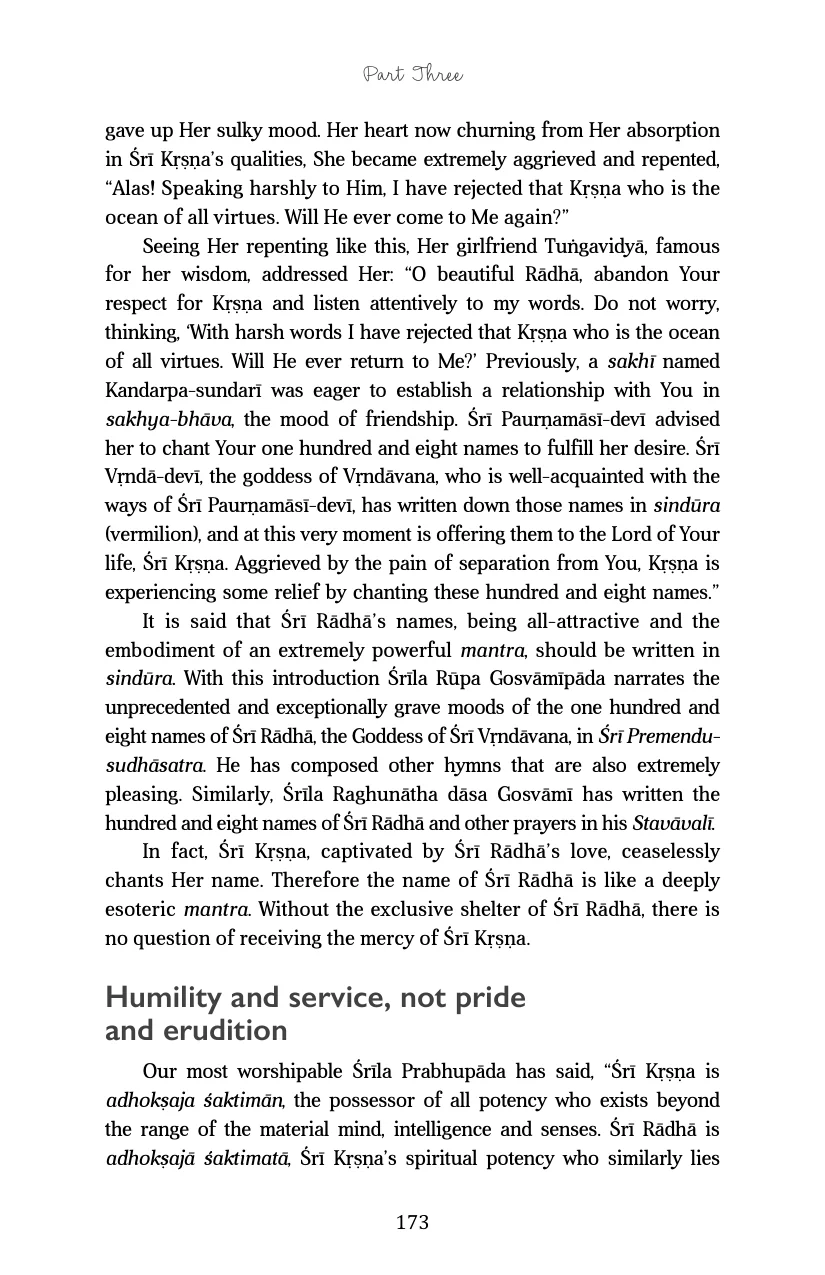 Part Three
gave up Her sulky mood. Her heart now churning from Her absorption
in Śrī Kṛṣṇa’s qualities, She became extremely aggrieved and repented,
“Alas! Speaking harshly to Him, I have rejected that Kṛṣṇa who is the
ocean of all virtues. Will He ever come to Me again?”
Seeing Her repenting like this, Her girlfriend Tuṅgavidyā, famous
for her wisdom, addressed Her: “O beautiful Rādhā, abandon Your
respect for Kṛṣṇa and listen attentively to my words. Do not worry,
thinking, ‘With harsh words I have rejected that Kṛṣṇa who is the ocean
of all virtues. Will He ever return to Me?’ Previously, a sakhī named
Kandarpa-sundarī was eager to establish a relationship with You in
sakhya-bhāva, the mood of friendship. Śrī Paurṇamāsī-devī advised
her to chant Your one hundred and eight names to fulfill her desire. Śrī
Vṛndā-devī, the goddess of Vṛndāvana, who is well-acquainted with the
ways of Śrī Paurṇamāsī-devī, has written down those names in sindūra
(vermilion), and at this very moment is offering them to the Lord of Your
life, Śrī Kṛṣṇa. Aggrieved by the pain of separation from You, Kṛṣṇa is
experiencing some relief by chanting these hundred and eight names.”
It is said that Śrī Rādhā’s names, being all-attractive and the
embodiment of an extremely powerful mantra, should be written in
sindūra. With this introduction Śrīla Rūpa Gosvāmīpāda narrates the
unprecedented and exceptionally grave moods of the one hundred and
eight names of Śrī Rādhā, the Goddess of Śrī Vṛndāvana, in Śrī Premendu-
sudhāsatra. He has composed other hymns that are also extremely
pleasing. Similarly, Śrīla Raghunātha dāsa Gosvāmī has written the
hundred and eight names of Śrī Rādhā and other prayers in his Stavāvalī.
In fact, Śrī Kṛṣṇa, captivated by Śrī Rādhā’s love, ceaselessly
chants Her name. Therefore the name of Śrī Rādhā is like a deeply
esoteric mantra. Without the exclusive shelter of Śrī Rādhā, there is
no question of receiving the mercy of Śrī Kṛṣṇa.
Humility and service, not pride
and erudition
Our most worshipable Śrīla Prabhupāda has said, “Śrī Kṛṣṇa is
adhokṣaja śaktimān, the possessor of all potency who exists beyond
the range of the material mind, intelligence and senses. Śrī Rādhā is
adhokṣajā śaktimatā, Śrī Kṛṣṇa’s spiritual potency who similarly lies
173